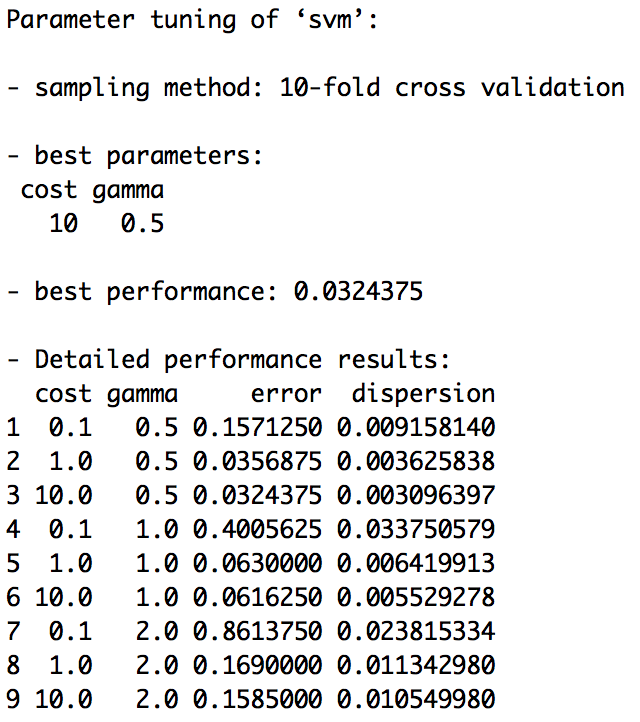 Parameter tuning of ‘svm’:
- sampling method: 10-fold cross validation
- best parameters:
cost gamma
10 0.5
- best performance: 0.0324375
- Detailed performance results:
cost gamma error dispersion
1 0.1 0.5 0.1571250 0.009158140
2 1.0 0.5 0.0356875 0.003625838
3 10.0 0.5 0.0324375 0.003096397
4 0.1 1.0 0.4005625 0.033750579
5 1.0 1.0 0.0630000 0.006419913
6 10.0 1.0 0.0616250 0.005529278
7 0.1 2.0 0.8613750 0.023815334
8 1.0 2.0 0.1690000 0.011342980
9 10.0 2.0 0.1585000 0.010549980